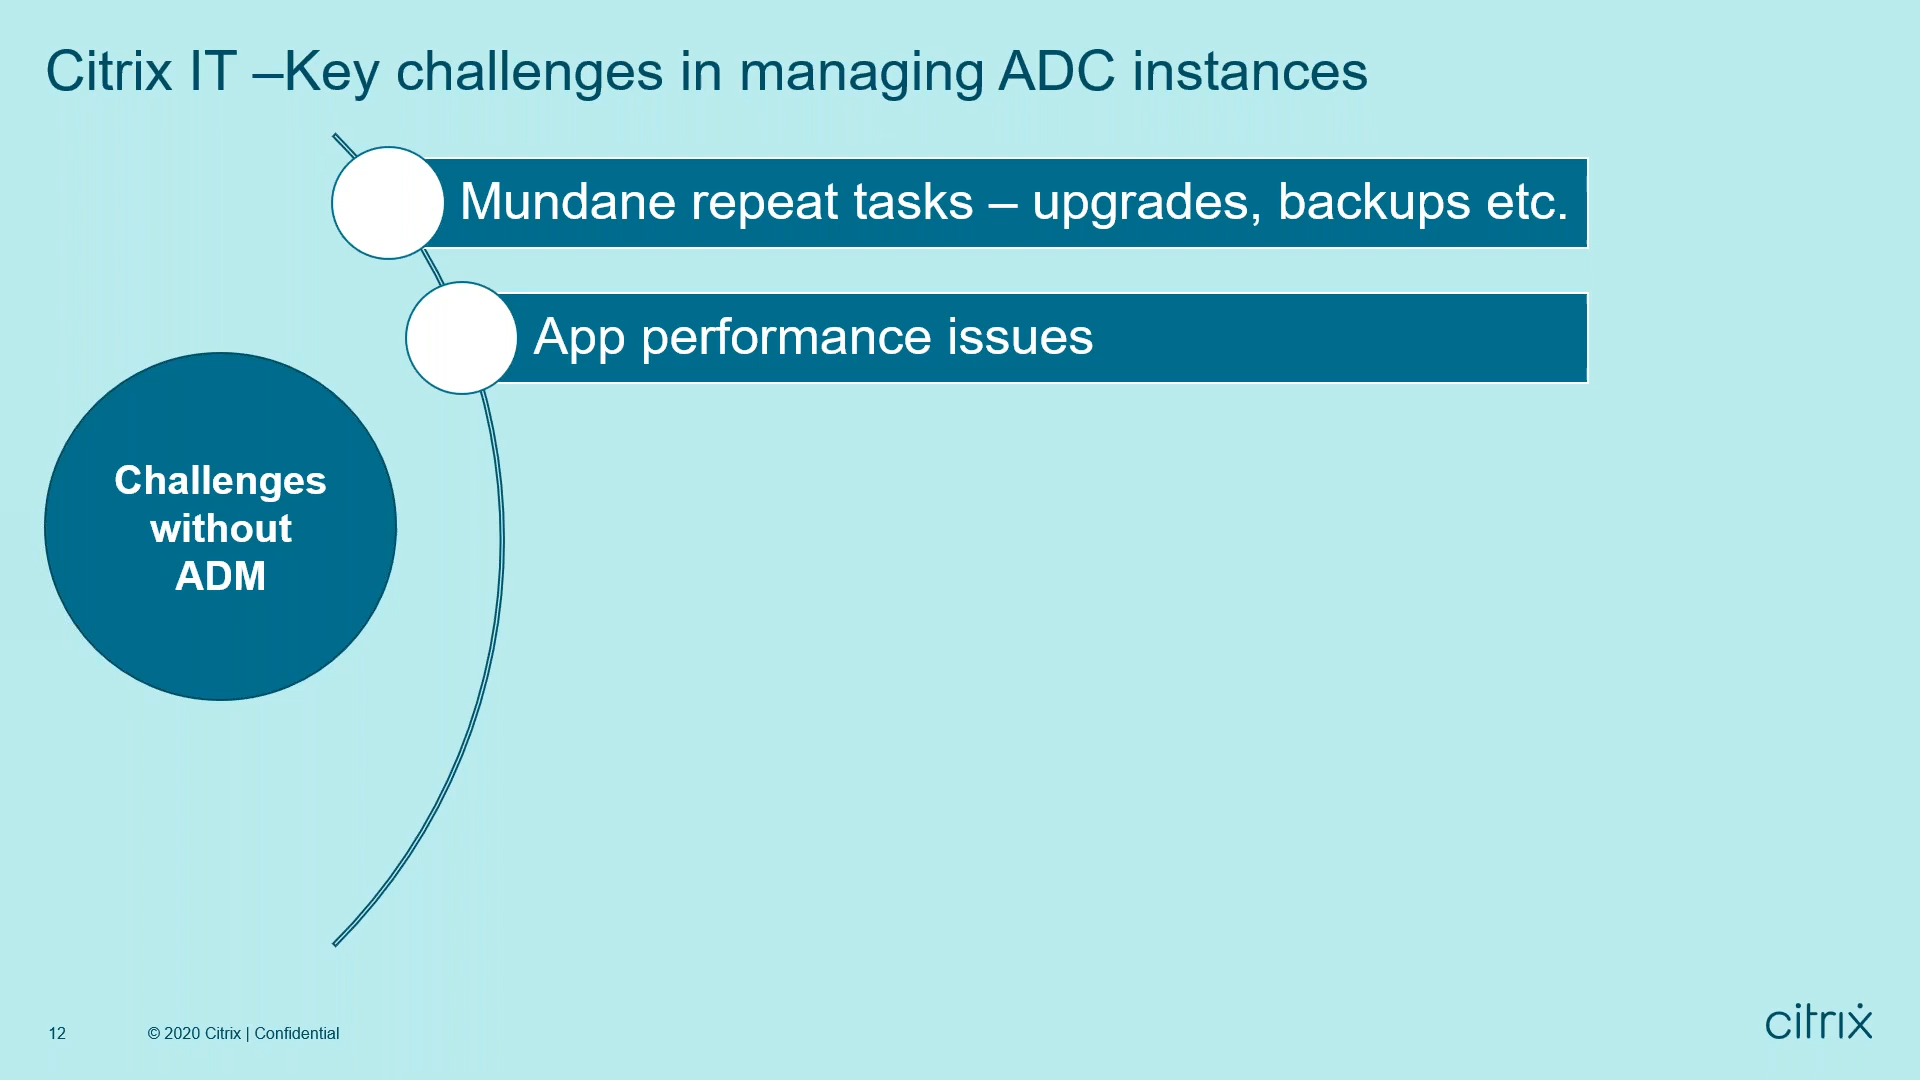 Citrix IT –Key challenges in managing ADC instances
Mundane repeat tasks – upgrades, backups etc.
App performance issues
Challenges
without
ADM
12
© 2020 Citrix | Confidential
citrix